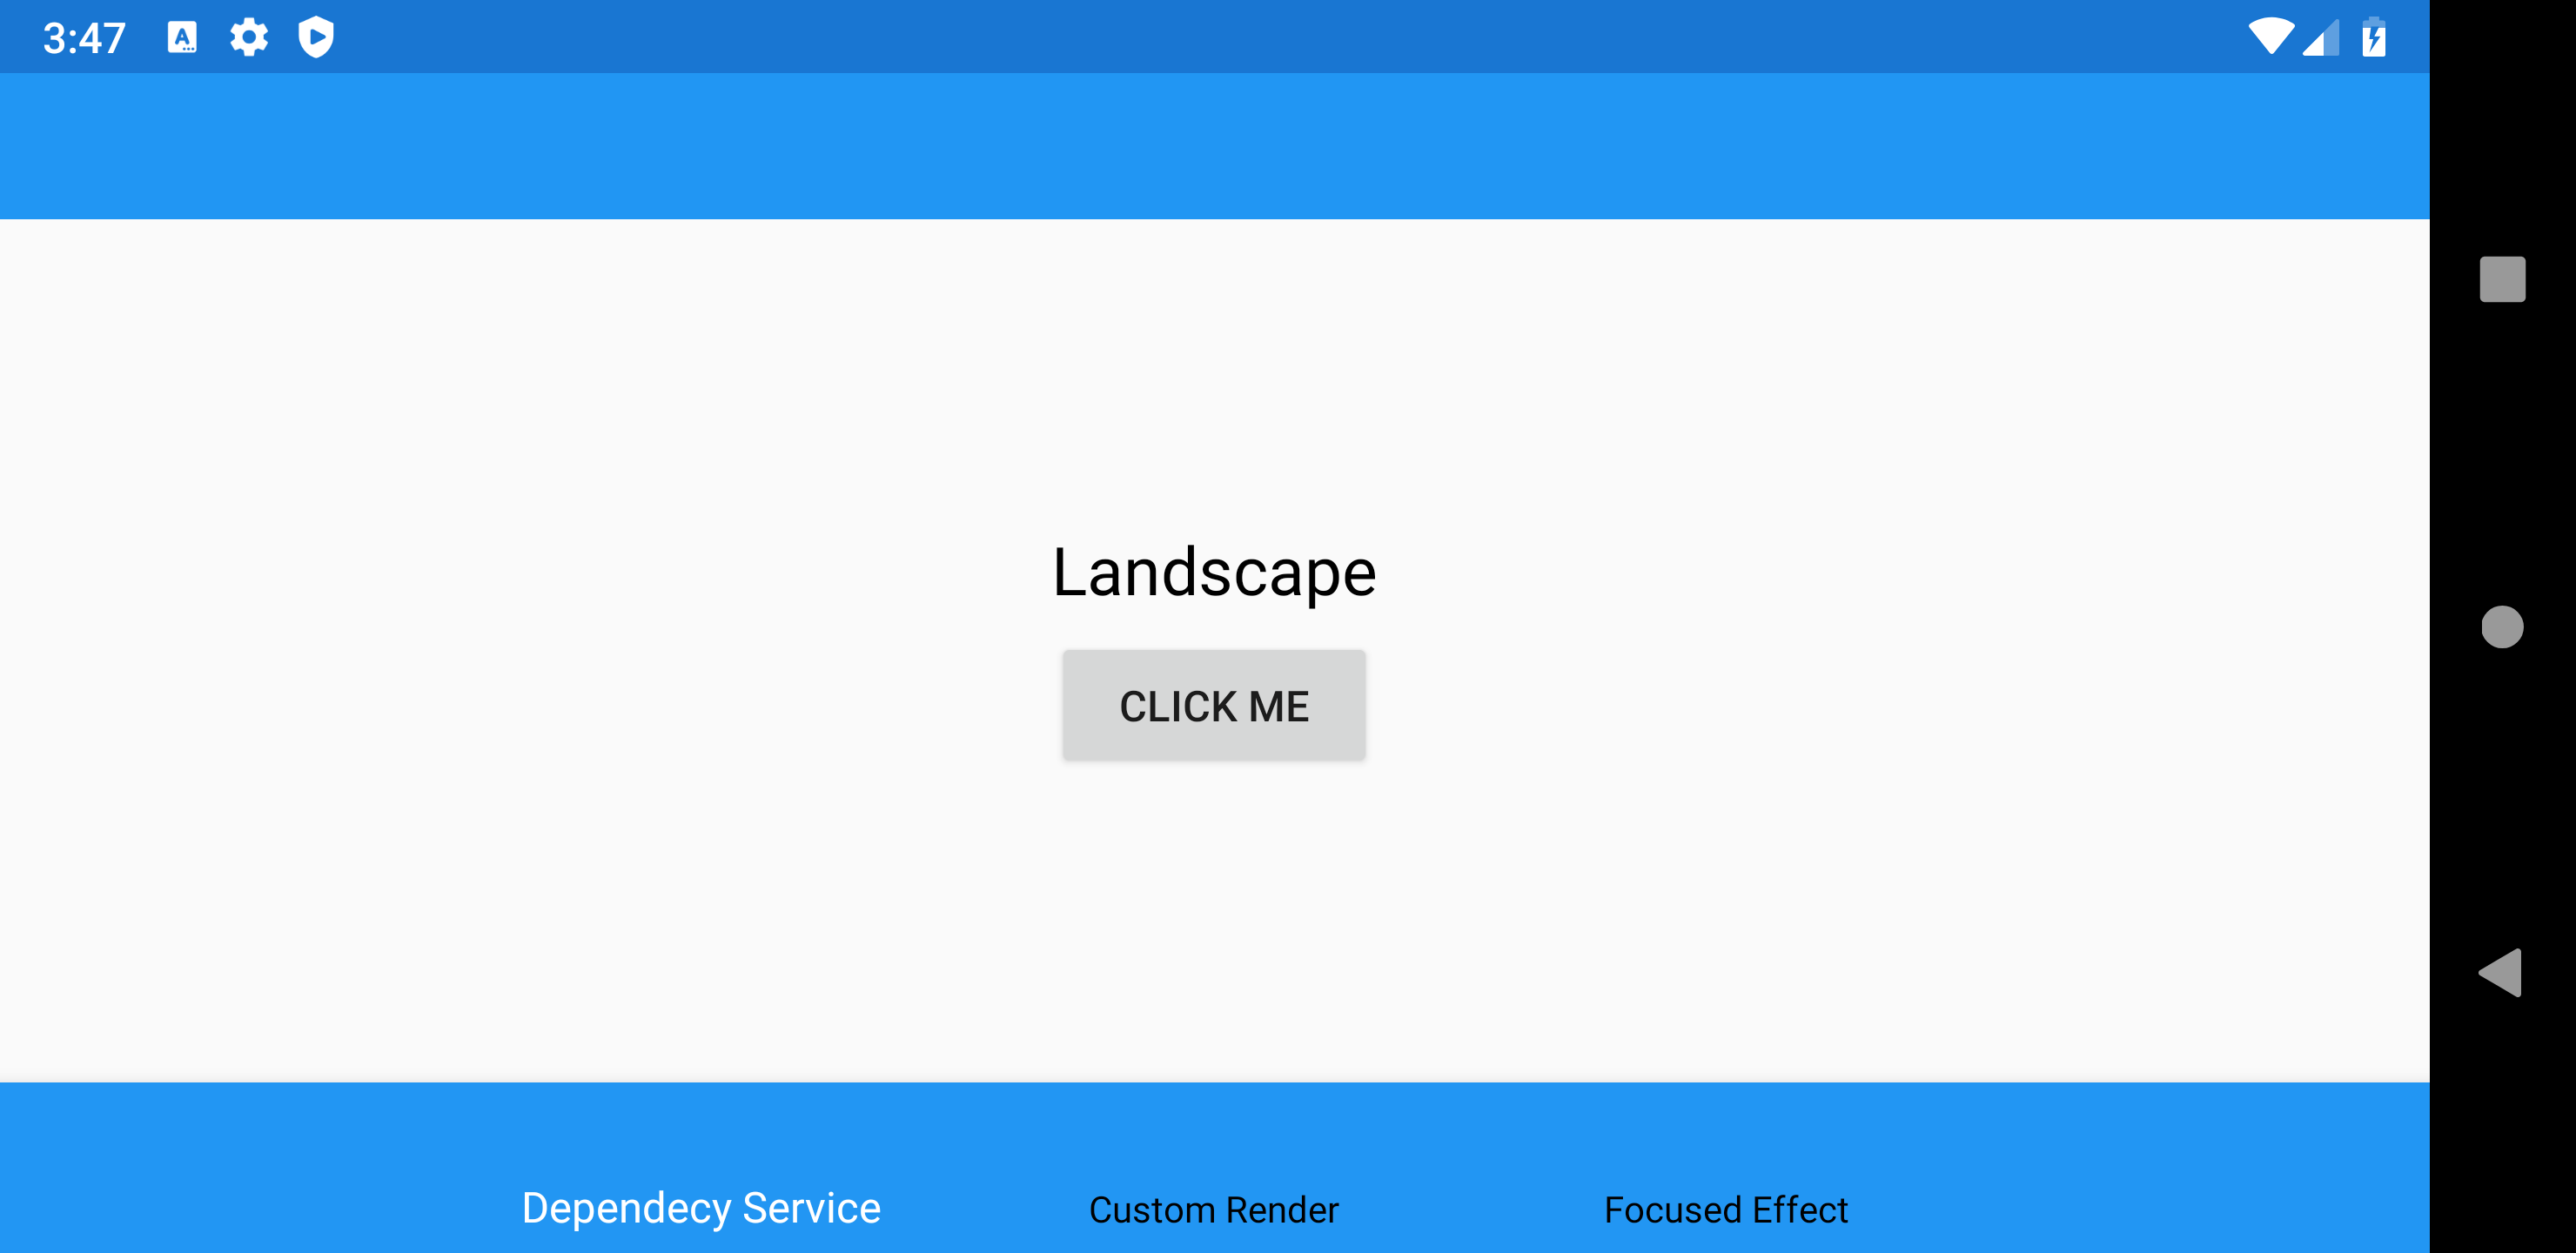 3:47
Landscape
CLICK ME
Dependecy Service
Custom Render
Focused Effect